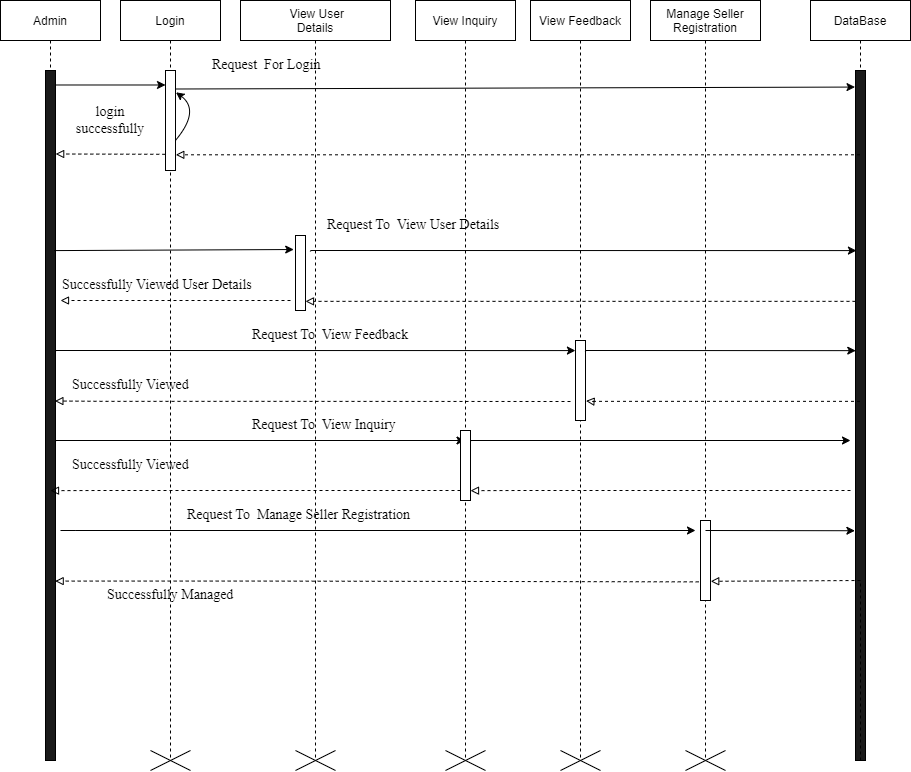 Admin
Login
View User
Details
View Inquiry
View Feedback
Manage Seller
Registration
DataBase
Request For Login
login
successfully
Request To View User Details
Successfully Viewed User Details
Request To View Feedback
Successfully Viewed
Request To View Inquiry
Successfully Viewed
Request To Manage Seller Registration
Successfully Managed